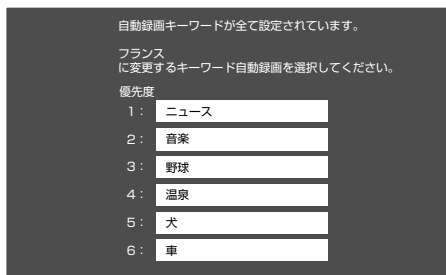 自動録画キーワードが全て設定されています。
フランス
に変更するキーワード自動録画を選択してください。
優先度
1： ニュース
2： 音楽
3： 野球
4： 温泉
5： 犬
6： 車